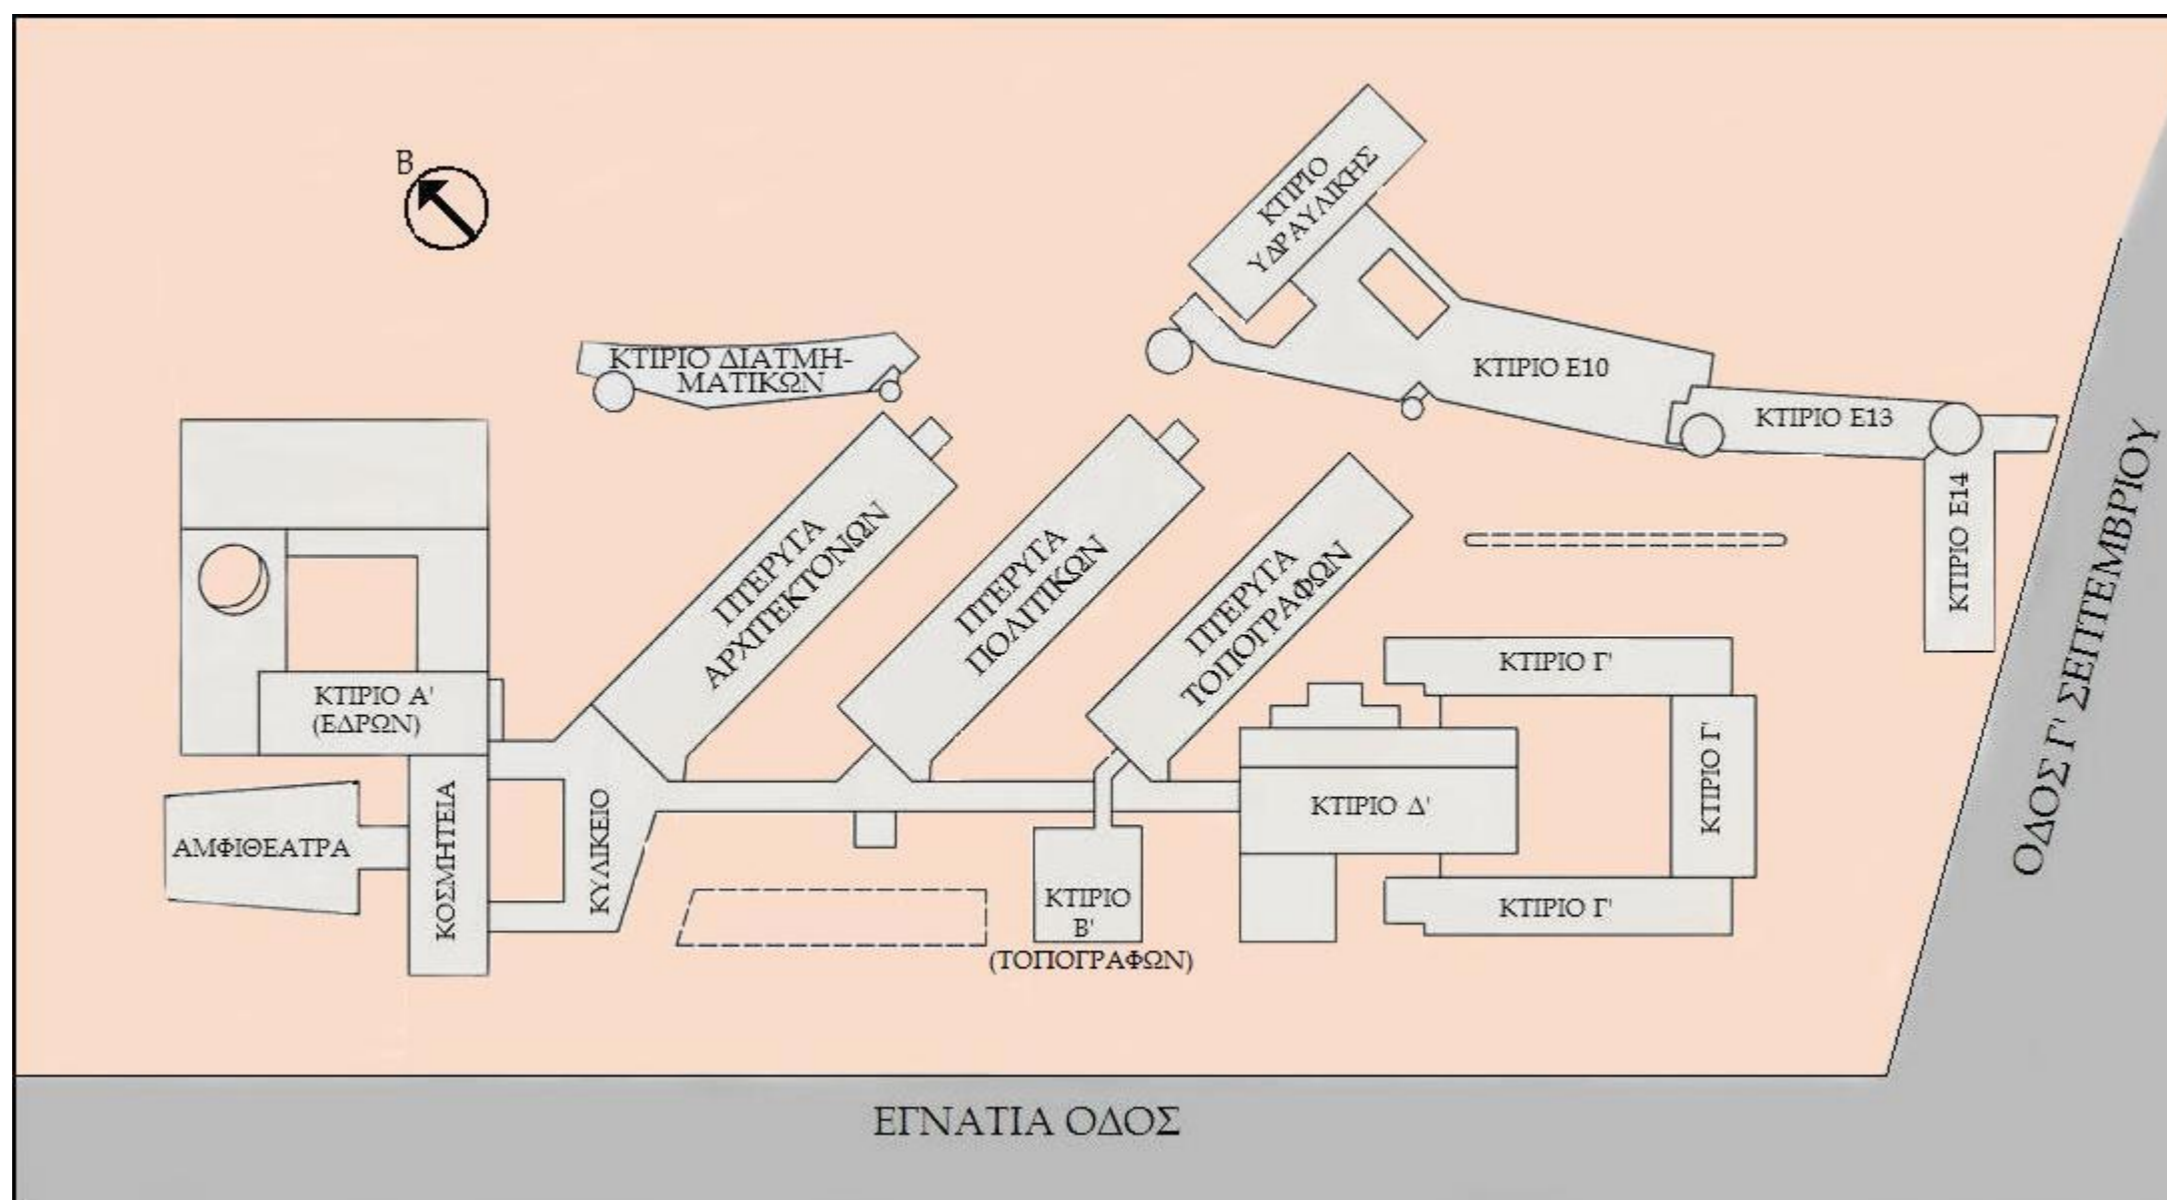 Β
ΚΤΙΡΙΟ
ΥΔΡΑΥΛΙΚΗΣ
ΚΤΙΡΙΟ ΔΙΑΤΜΗ-
ΜΑΤΙΚΩΝ
ΚΤΙΡΙΟ Ε10
ΚΤΙΡΙΟ Ε13
ΚΤΙΡΙΟ Ε14
ΟΔΟΣ Γ' ΣΕΠΤΕΜΒΡΙΟΥ
ΠΤΕΡΥΓΑ
ΑΡΧΙΤΕΚΤΟΝΩΝ
ΠΤΕΡΥΓΑ
ΠΟΛΙΤΙΚΩΝ
ΠΤΕΡΥΓΑ
ΤΟΠΟΓΡΑΦΩΝ
ΚΤΙΡΙΟ Α'
(ΕΔΡΩΝ)
ΚΤΙΡΙΟ Γ'
ΚΤΙΡΙΟ Γ'
ΚΤΙΡΙΟ Δ'
ΑΜΦΙΘΕΑΤΡΑ
ΚΟΣΜΗΤΕΙΑ
ΚΥΛΙΚΕΙΟ
ΚΤΙΡΙΟ
Β'
(ΤΟΠΟΓΡΑΦΩΝ)
ΚΤΙΡΙΟ Γ'
ΕΓΝΑΤΙΑ ΟΔΟΣ